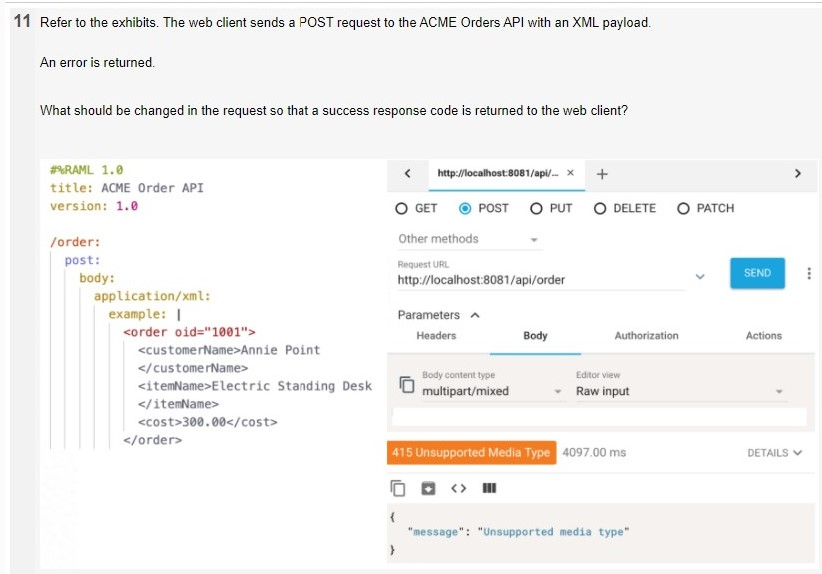 11 Refer to the exhibits. The web client sends a POST request to the ACME Orders API with an XML payload.
An error is returned.
What should be changed in the request so that a success response code is returned to the web client?
#%RAML 1.0
title: ACME Order API
version: 1.0
/order:
post:
body:
application/xml:
example: |
<order oid="1001">
<customerName>Annie Point
</customerName>
<itemName>Electric Standing Desk
</itemName>
<cost>300.00</cost>
</order>
http://localhost:8081/api/... × +
GET POST PUT DELETE PATCH
Other methods
Request URL
http://localhost:8081/api/order
SEND
Parameters
Headers Body Authorization Actions
Body content type Editor view
multipart/mixed Raw input
415 Unsupported Media Type 4097.00 ms DETAILS
{
"message": "Unsupported media type"
}